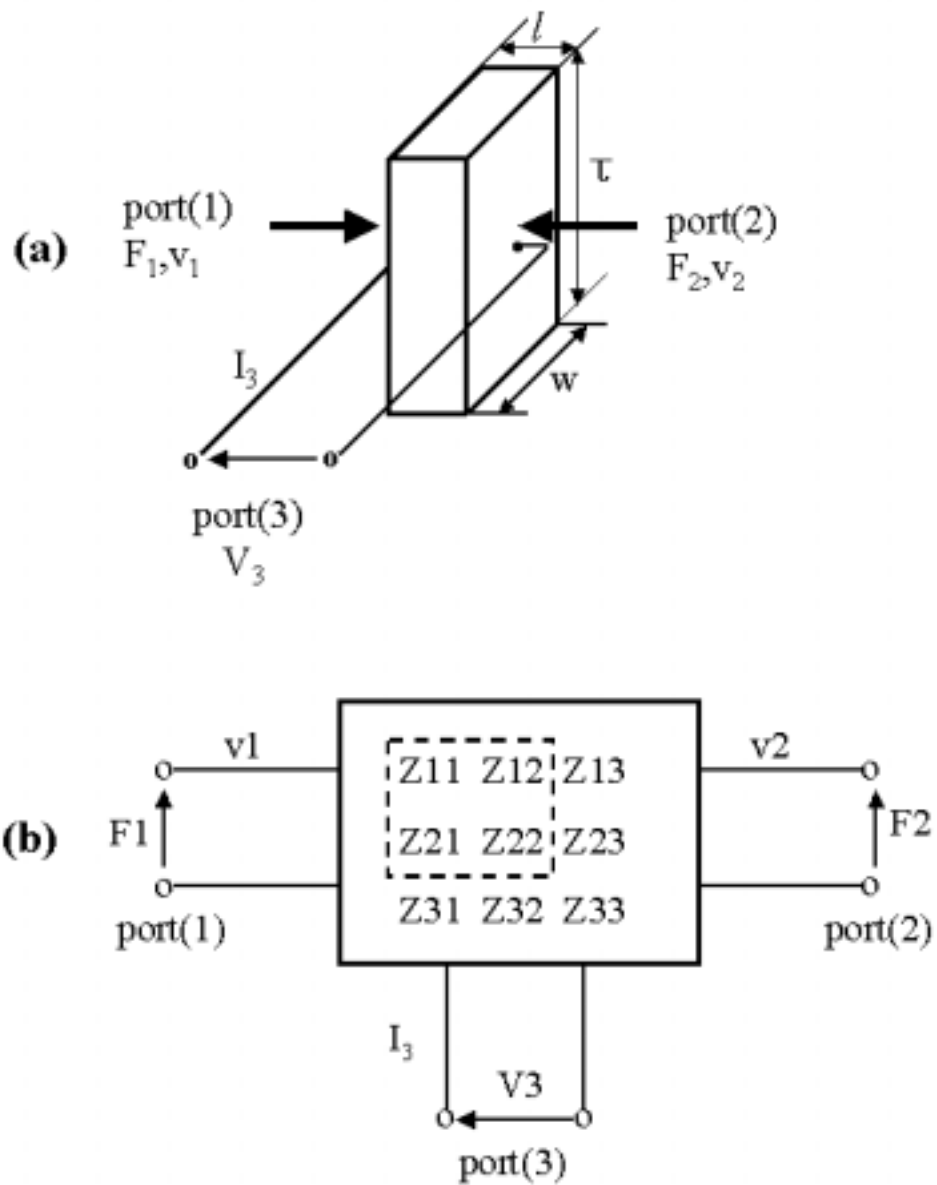 l
τ
port(1)
F₁,v₁
port(2)
F₂,v₂
(a)
I₃
w
port(3)
V₃
v1
v2
Z11 Z12 Z13
F1
F2
(b)
Z21 Z22 Z23
Z31 Z32 Z33
port(1)
port(2)
I₃
V3
port(3)